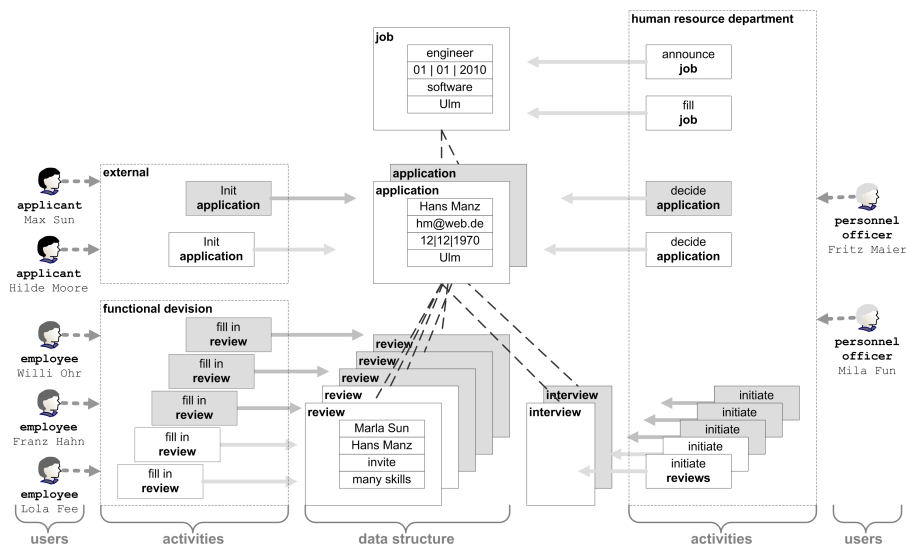 job
engineer
01 | 01 | 2010
software
Ulm
human resource department
announce
job
fill
job
external
Init
application
Init
application
applicant
Max Sun
applicant
Hilde Moore
application
application
Hans Manz
hm@web.de
12|12|1970
Ulm
decide
application
decide
application
personnel
officer
Fritz Maier
personnel
officer
Mila Fun
functional devision
fill in
review
fill in
review
fill in
review
fill in
review
fill in
review
employee
Willi Ohr
employee
Franz Hahn
employee
Lola Fee
review
review
review
review
review
Marla Sun
Hans Manz
invite
many skills
interview
interview
initiate
initiate
initiate
initiate
reviews
users
activities
data structure
activities
users